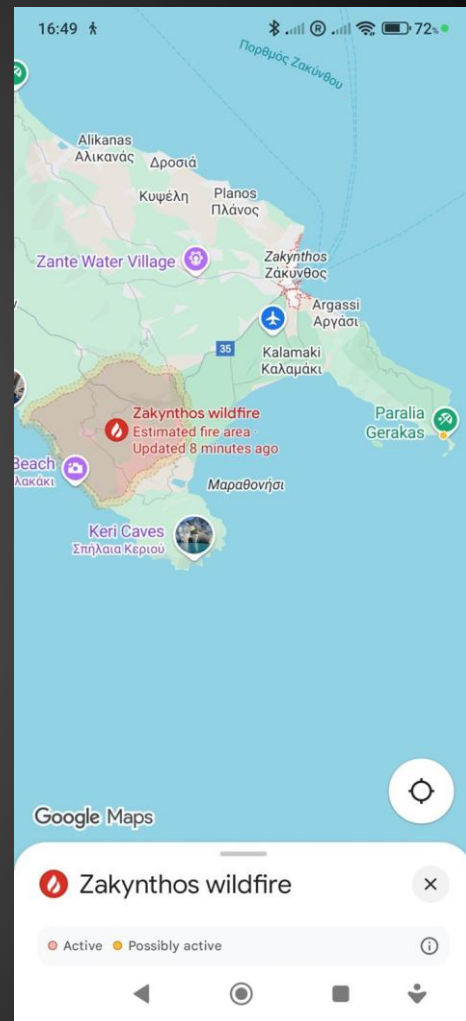 16:49
72%
Πορθμός Ζακύνθου
Alikanas
Αλικανάς
Δροσιά
Κυψέλη
Planos
Πλάνος
Zante Water Village
Zakynthos
Ζάκυνθος
Argassi
Αργάσι
35
Kalamaki
Καλαμάκι
Zakynthos wildfire
Estimated fire area ·
Updated 8 minutes ago
Paralia
Gerakas
Beach
λακάκι
Μαραθονήσι
Keri Caves
Σπήλαια Κεριού
Google Maps
Zakynthos wildfire
Active
Possibly active